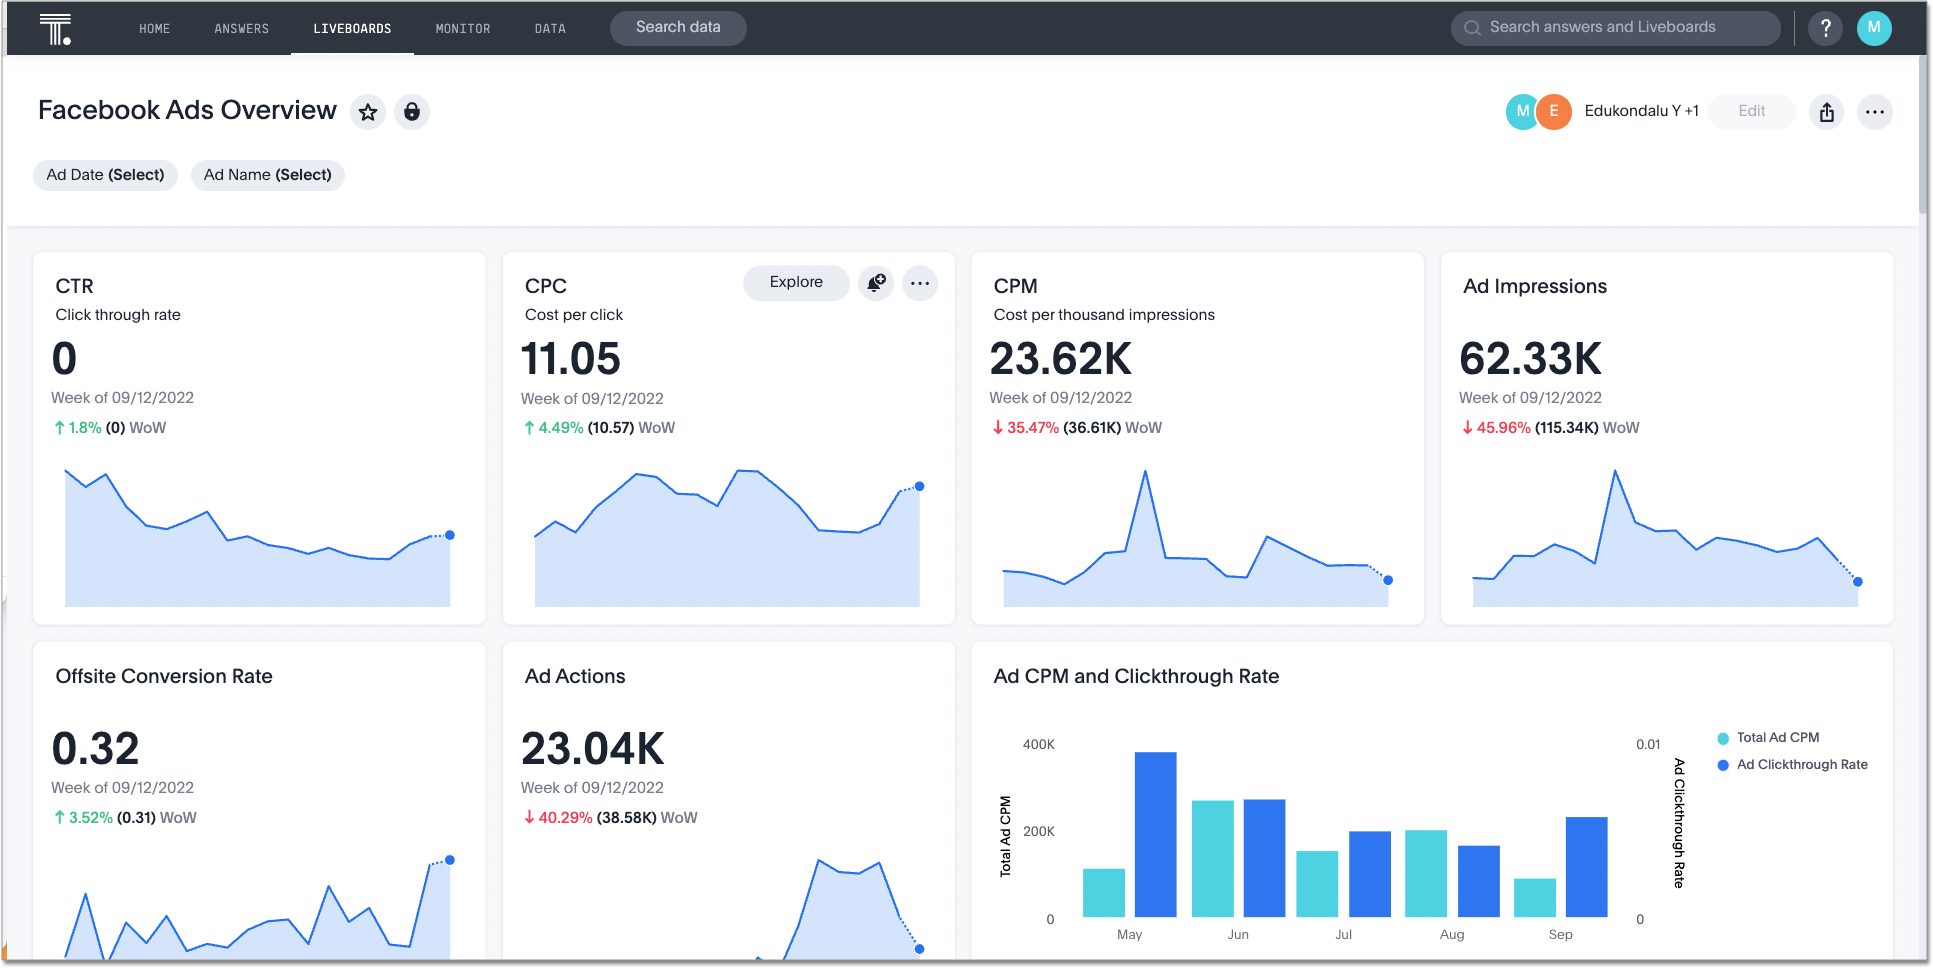 T.
HOME ANSWERS LIVEBOARDS MONITOR DATA Search data Search answers and Liveboards ? M
Facebook Ads Overview
M E Edukondalu Y +1 Edit
Ad Date (Select) Ad Name (Select)
CTR
Click through rate
0
Week of 09/12/2022
↑ 1.8% (0) WoW
CPC
Explore
Cost per click
11.05
Week of 09/12/2022
↑ 4.49% (10.57) WoW
CPM
Cost per thousand impressions
23.62K
Week of 09/12/2022
↓ 35.47% (36.61K) WoW
Ad Impressions
62.33K
Week of 09/12/2022
↓ 45.96% (115.34K) WoW
Offsite Conversion Rate
0.32
Week of 09/12/2022
↑ 3.52% (0.31) WoW
Ad Actions
23.04K
Week of 09/12/2022
↓ 40.29% (38.58K) WoW
Ad CPM and Clickthrough Rate
Total Ad CPM
400K
200K
0
May Jun Jul Aug Sep
0.01
0
Ad Clickthrough Rate
Total Ad CPM
Ad Clickthrough Rate